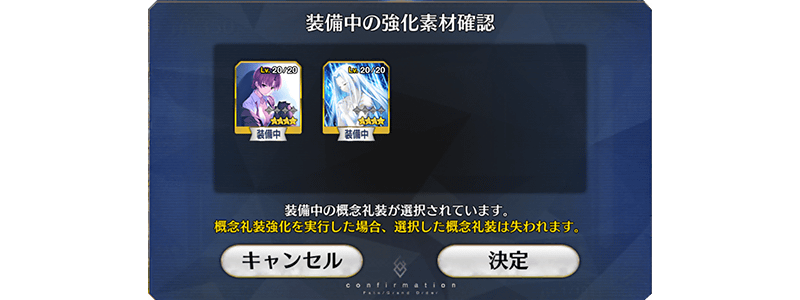 装備中の強化素材確認
Lv. 20/20
Lv. 20/20
装備中
装備中
装備中の概念礼装が選択されています。
概念礼装強化を実行した場合、選択した概念礼装は失われます。
キャンセル
決定
confirmation
Fate/Grand Order